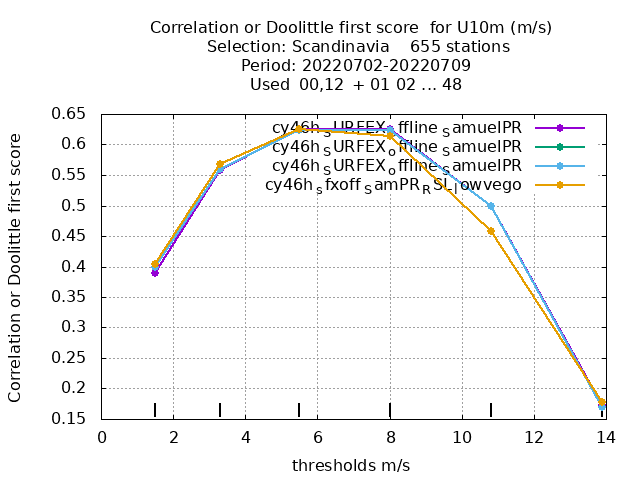 Correlation or Doolittle first score  for U10m (m/s)
Selection: Scandinavia    655 stations
Period: 20220702-20220709
Used  00,12  + 01 02 ... 48
cy46h_SURFEX_offline_SamuelPR
cy46h_SURFEX_offline_SamuelPR
cy46h_SURFEX_offline_SamuelPR
cy46h_sfxoff_SamPR_RSL_lowvego
Correlation or Doolittle first score
0.65
0.6
0.55
0.5
0.45
0.4
0.35
0.3
0.25
0.2
0.15
0 2 4 6 8 10 12 14
thresholds m/s